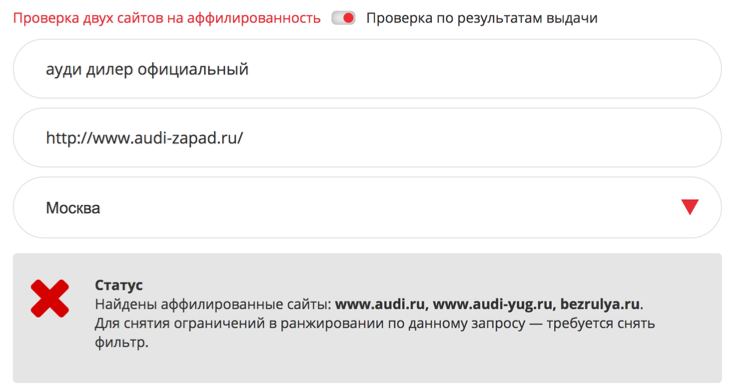 Проверка двух сайтов на аффилированность Проверка по результатам выдачи
ауди дилер официальный
http://www.audi-zapad.ru/
Москва
Статус
Найдены аффилированные сайты: www.audi.ru, www.audi-yug.ru, bezrulya.ru.
Для снятия ограничений в ранжировании по данному запросу — требуется снять
фильтр.